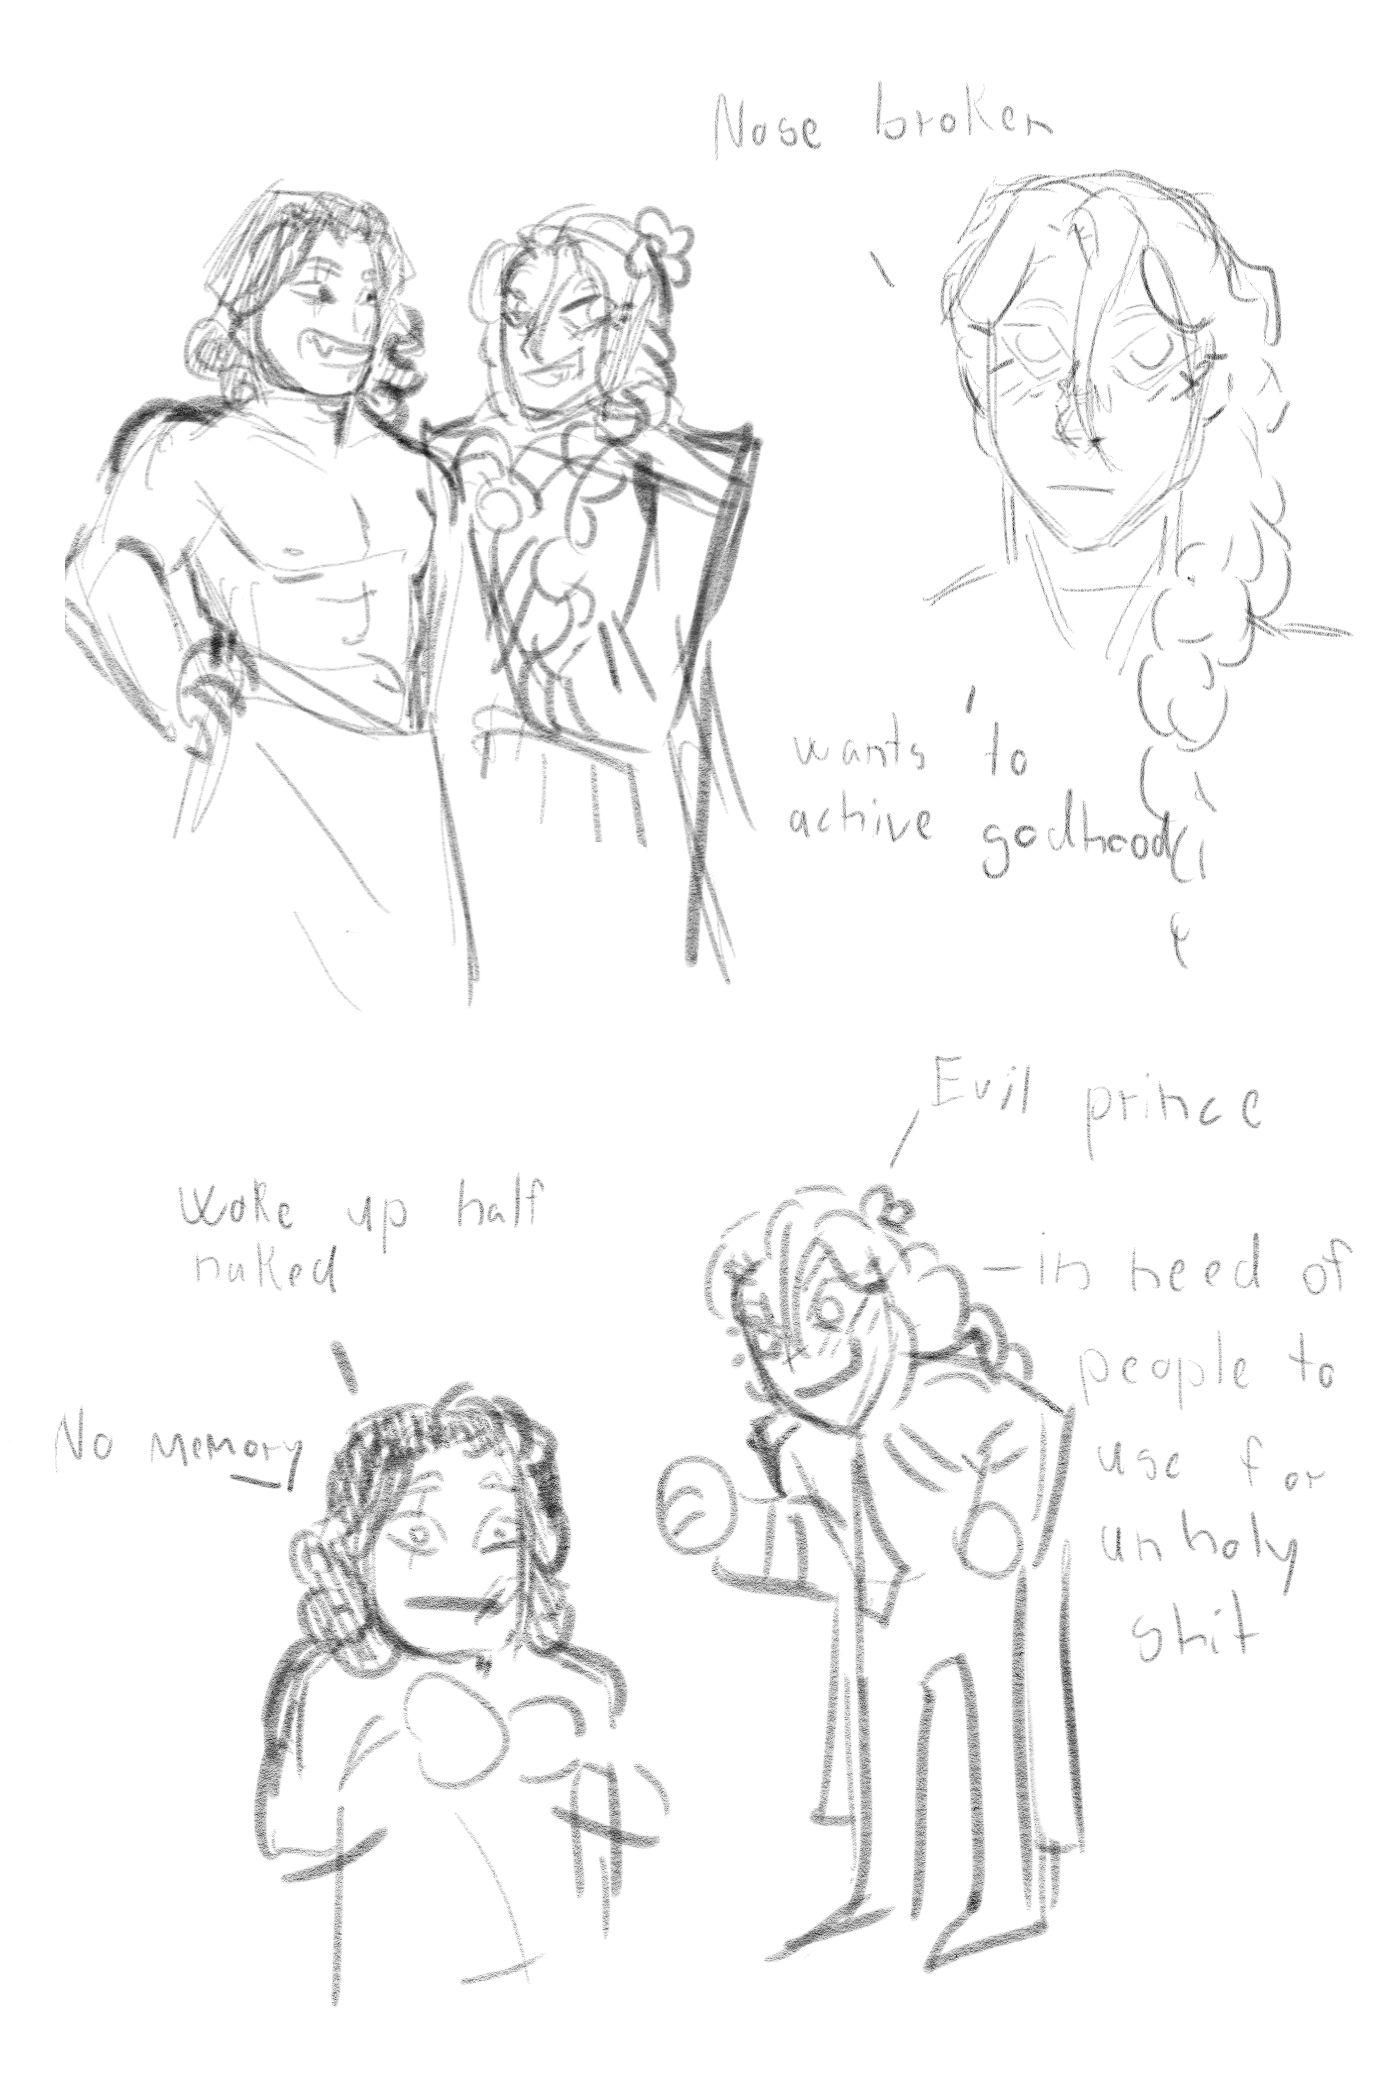 Nose broken
wants to
achive godhood
Evil prince
Woke up half
naked
No memory
- in need of
people to
use for
unholy
shit